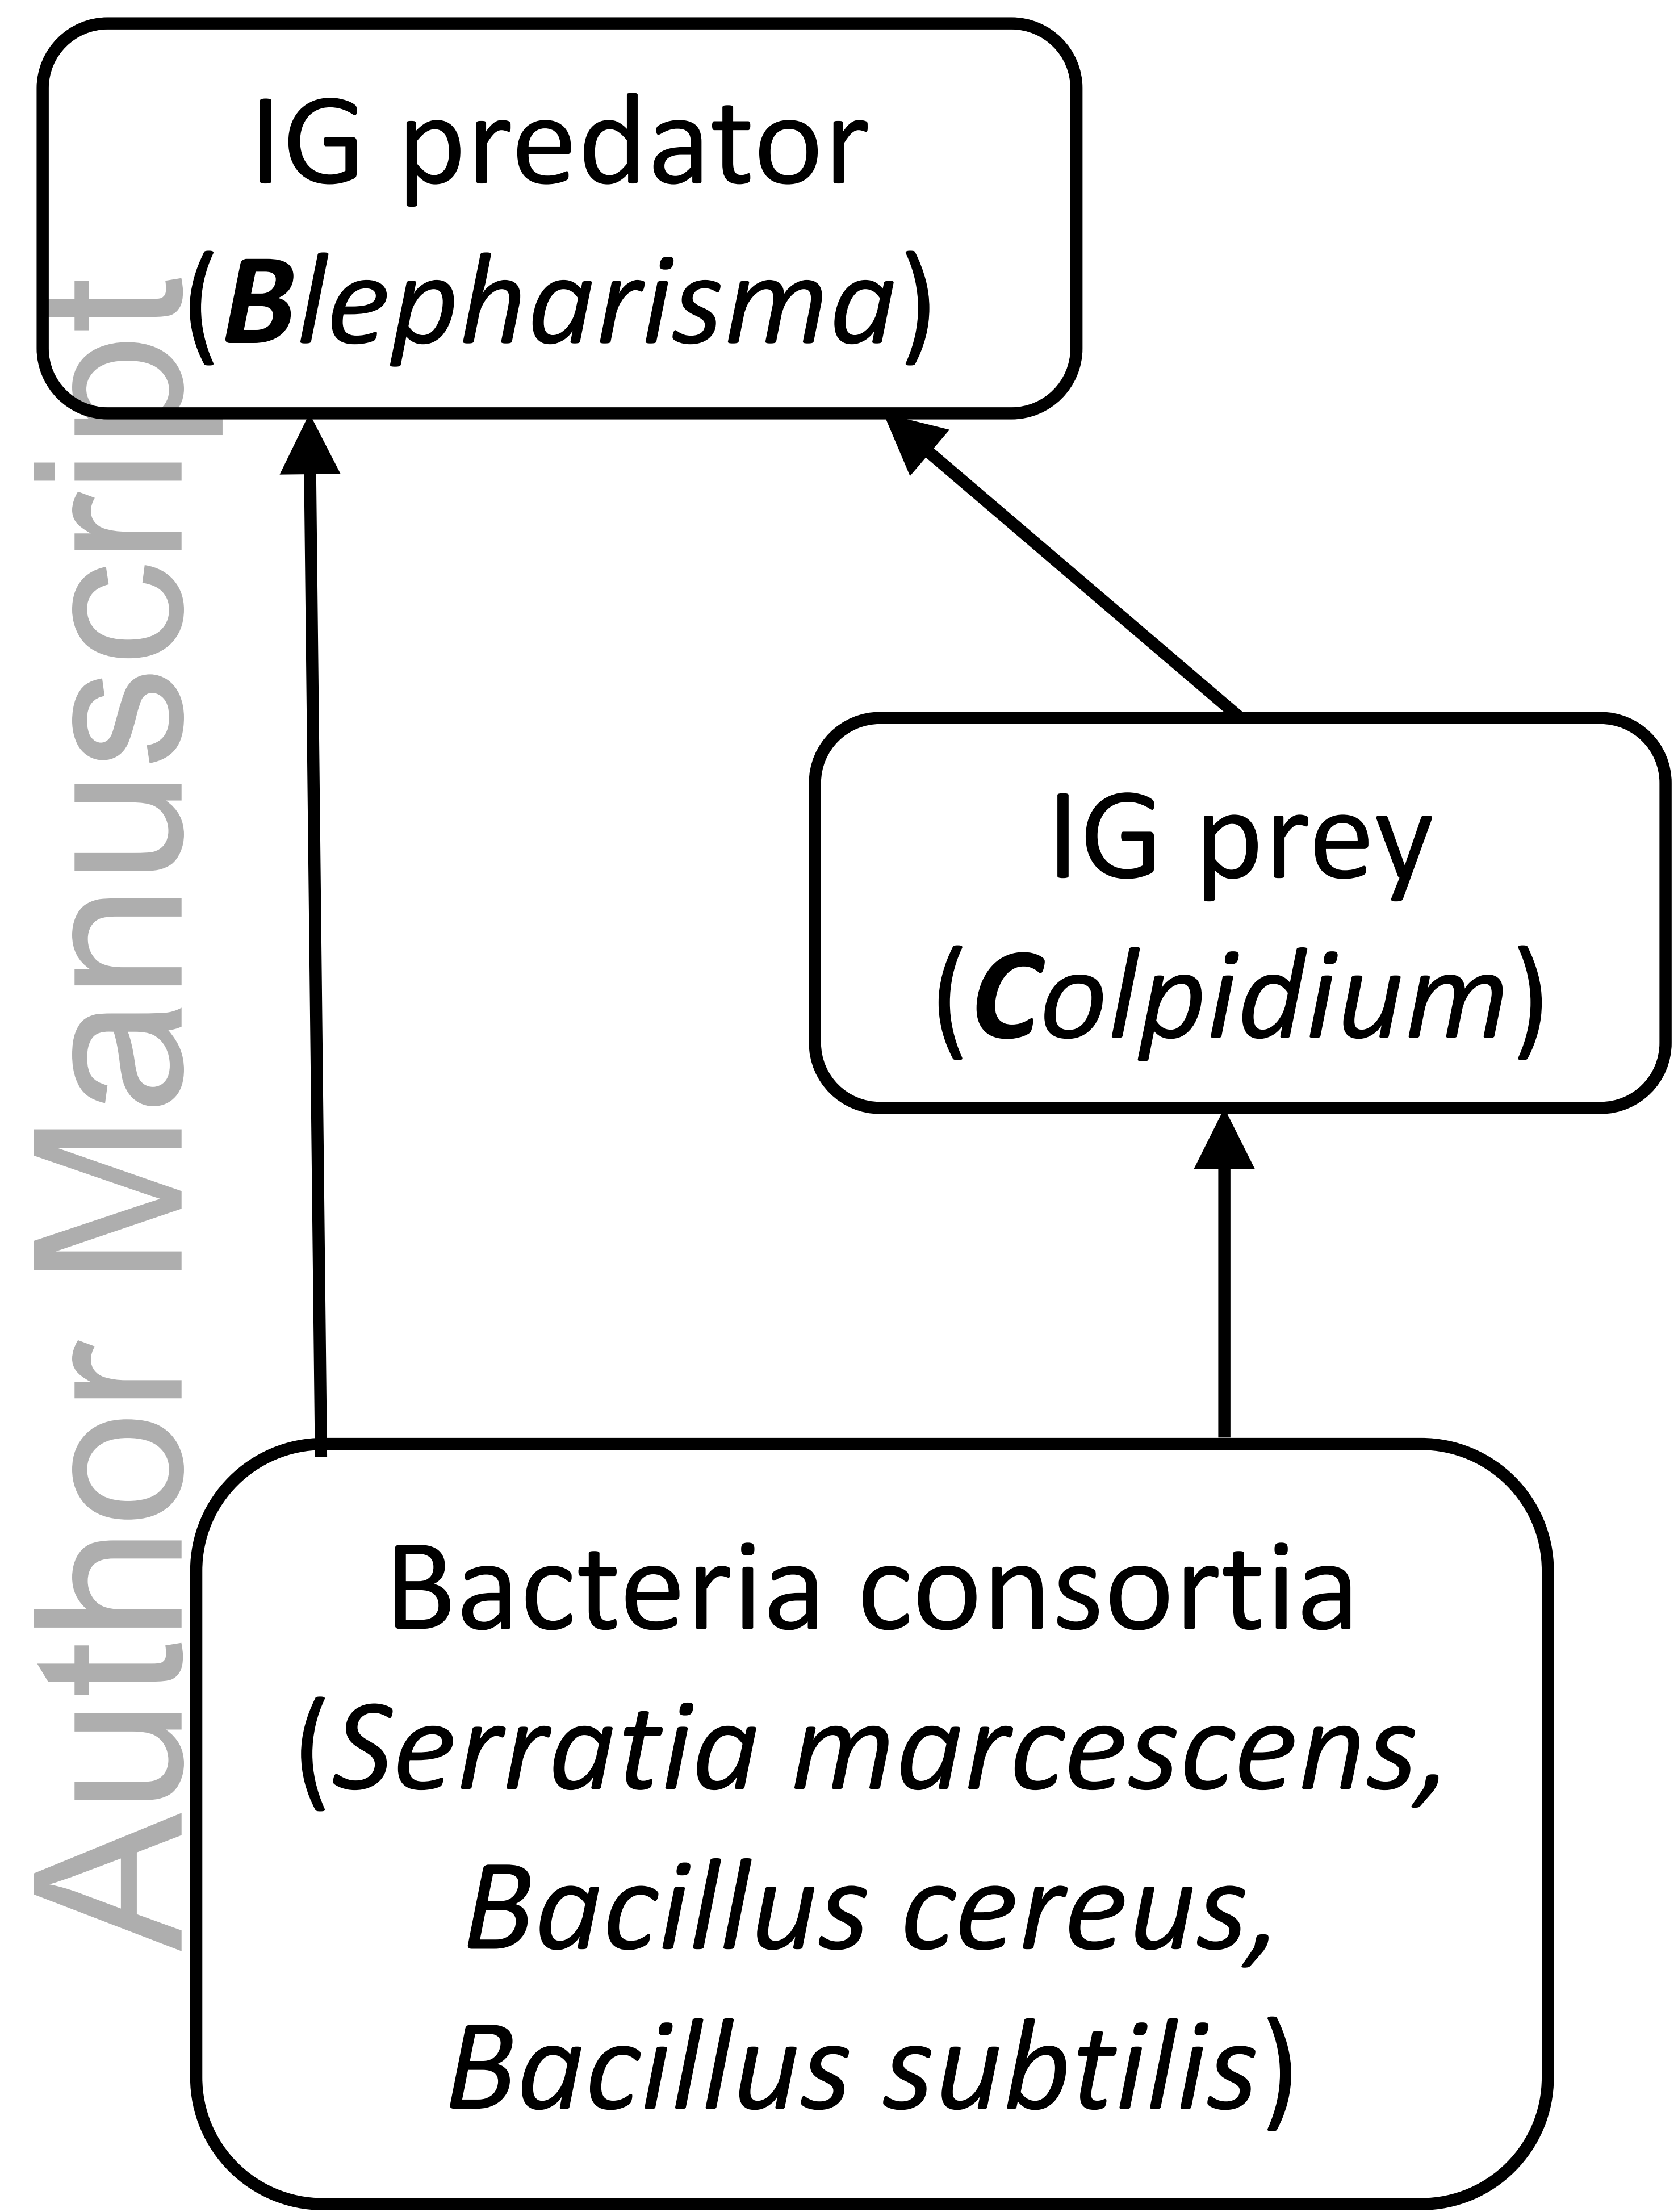 IG predator
(Blepharisma)
IG prey
(Colpidium)
Bacteria consortia
(Serratia marcescens,
Bacillus cereus,
Bacillus subtilis)
Author Manuscript